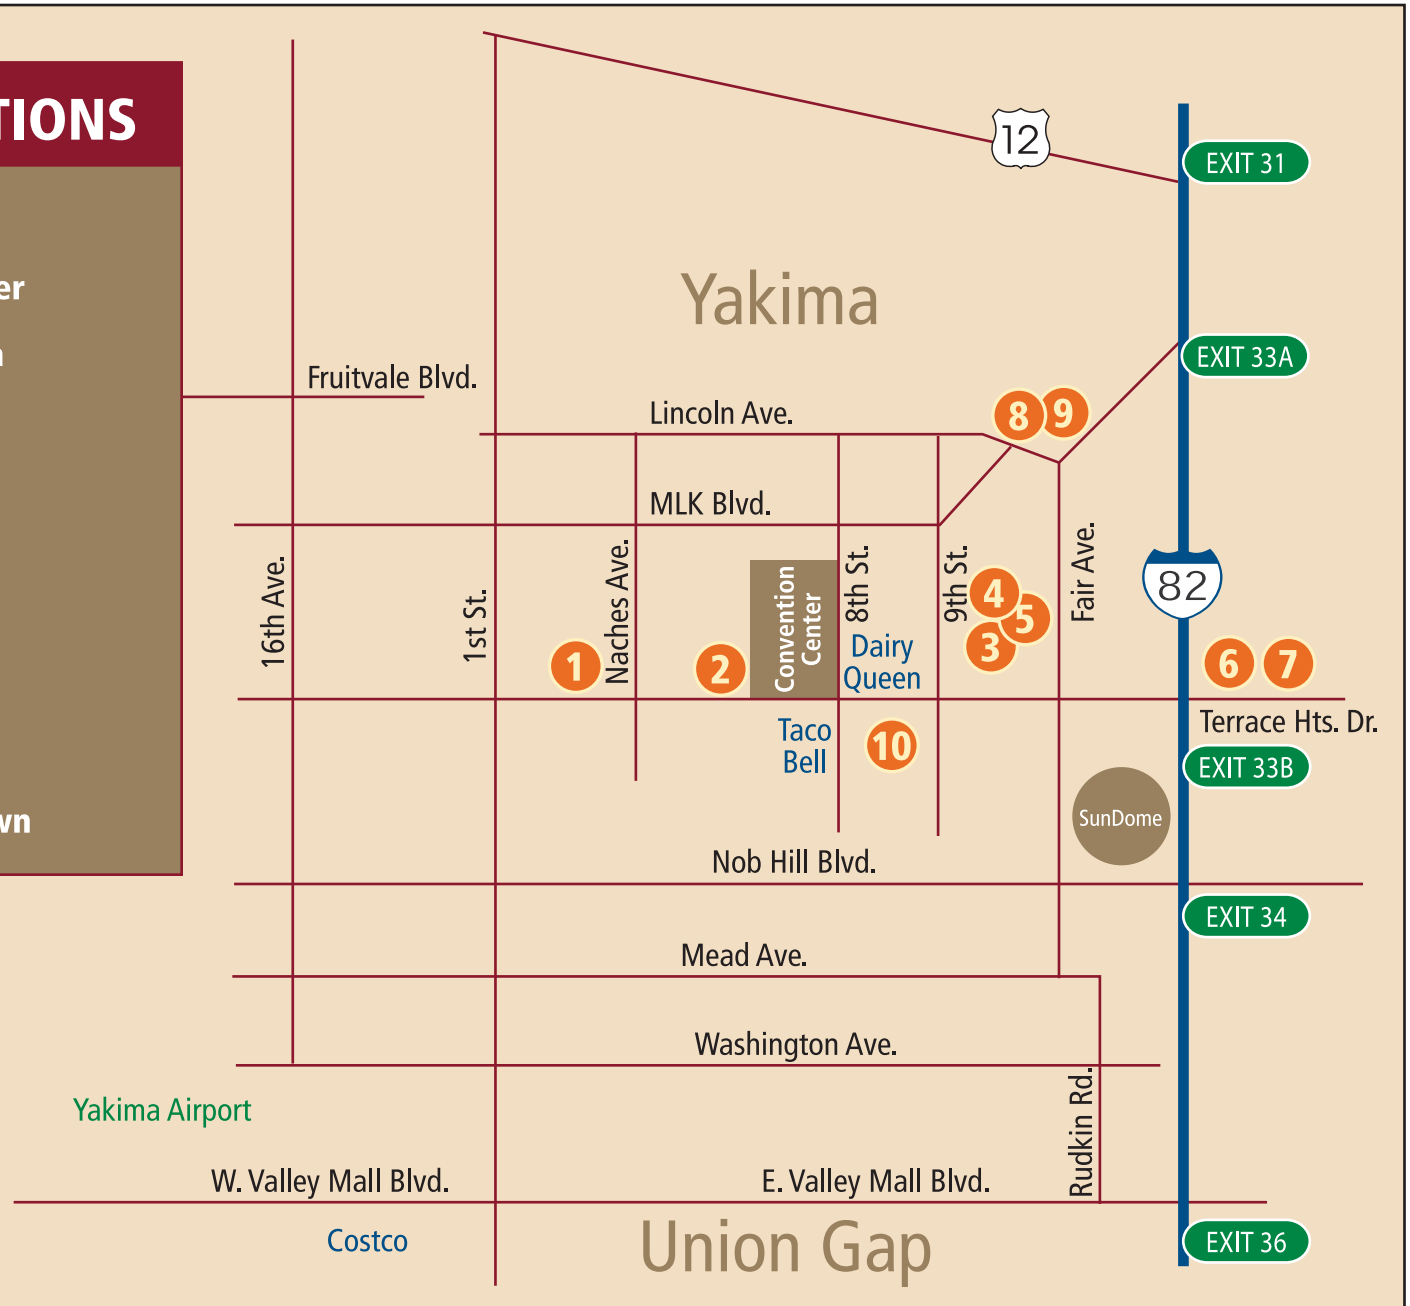 TIONS
er
wn
12
EXIT 31
Yakima
EXIT 33A
Fruitvale Blvd.
Lincoln Ave.
8
9
MLK Blvd.
16th Ave.
1st St.
Naches Ave.
Convention
Center
8th St.
9th St.
Fair Ave.
82
4
5
3
1
2
Dairy
Queen
6
7
Terrace Hts. Dr.
Taco
Bell
10
EXIT 33B
SunDome
Nob Hill Blvd.
EXIT 34
Mead Ave.
Washington Ave.
Rudkin Rd.
Yakima Airport
W. Valley Mall Blvd.
E. Valley Mall Blvd.
Costco
Union Gap
EXIT 36